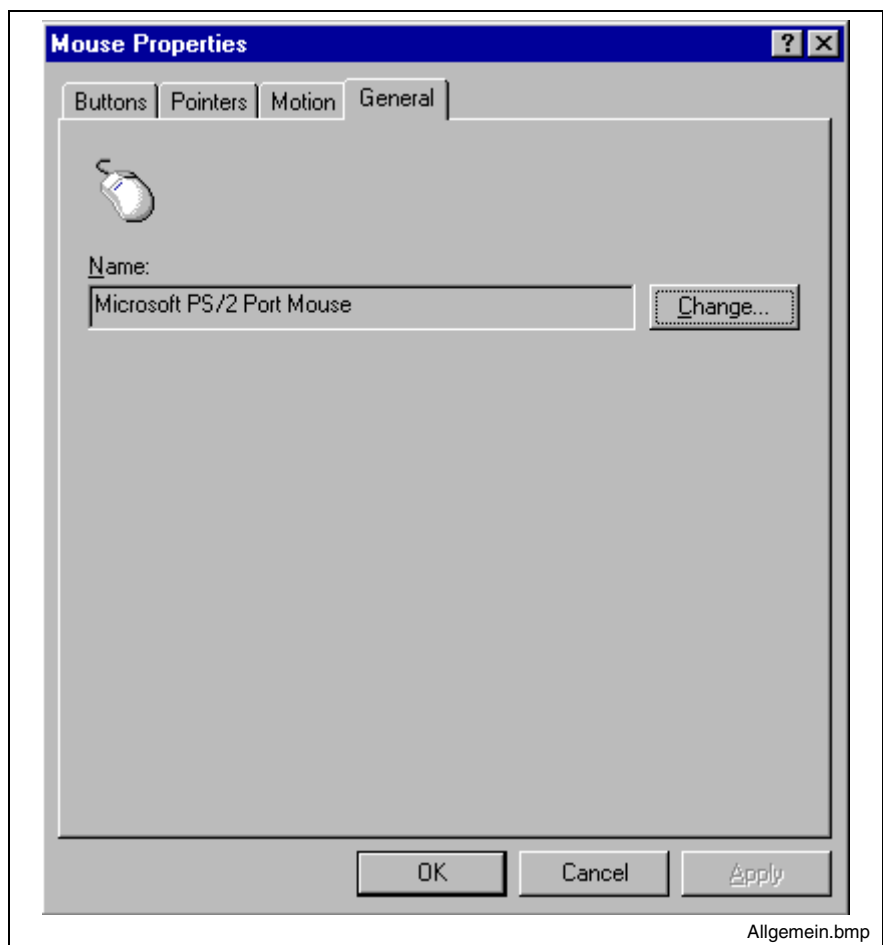 Mouse Properties
Buttons Pointers Motion General
Name:
Microsoft PS/2 Port Mouse Change...
OK Cancel Apply
Allgemein.bmp